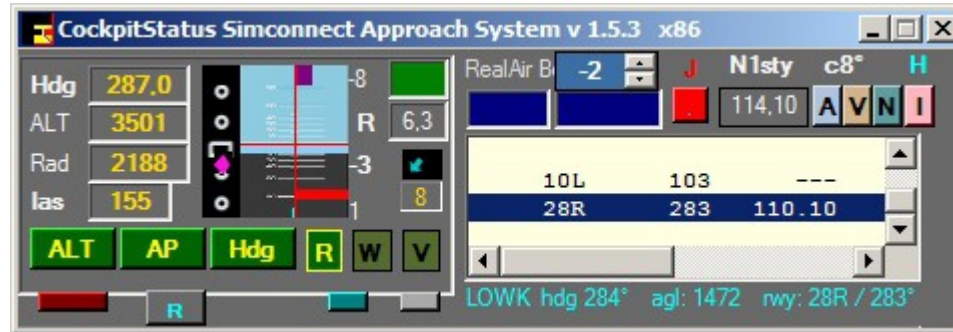 CockpitStatus Simconnect Approach System v 1.5.3 x86
Hdg 287,0
ALT 3501
Rad 2188
Ias 155
-8
R 6,3
-3
8
1
ALT AP Hdg R W V
R
RealAir B -2 J N1sty c8° H
. 114,10 A V N I
10L 103 ---
28R 283 110.10
LOWK hdg 284° agl: 1472 rwy: 28R / 283°